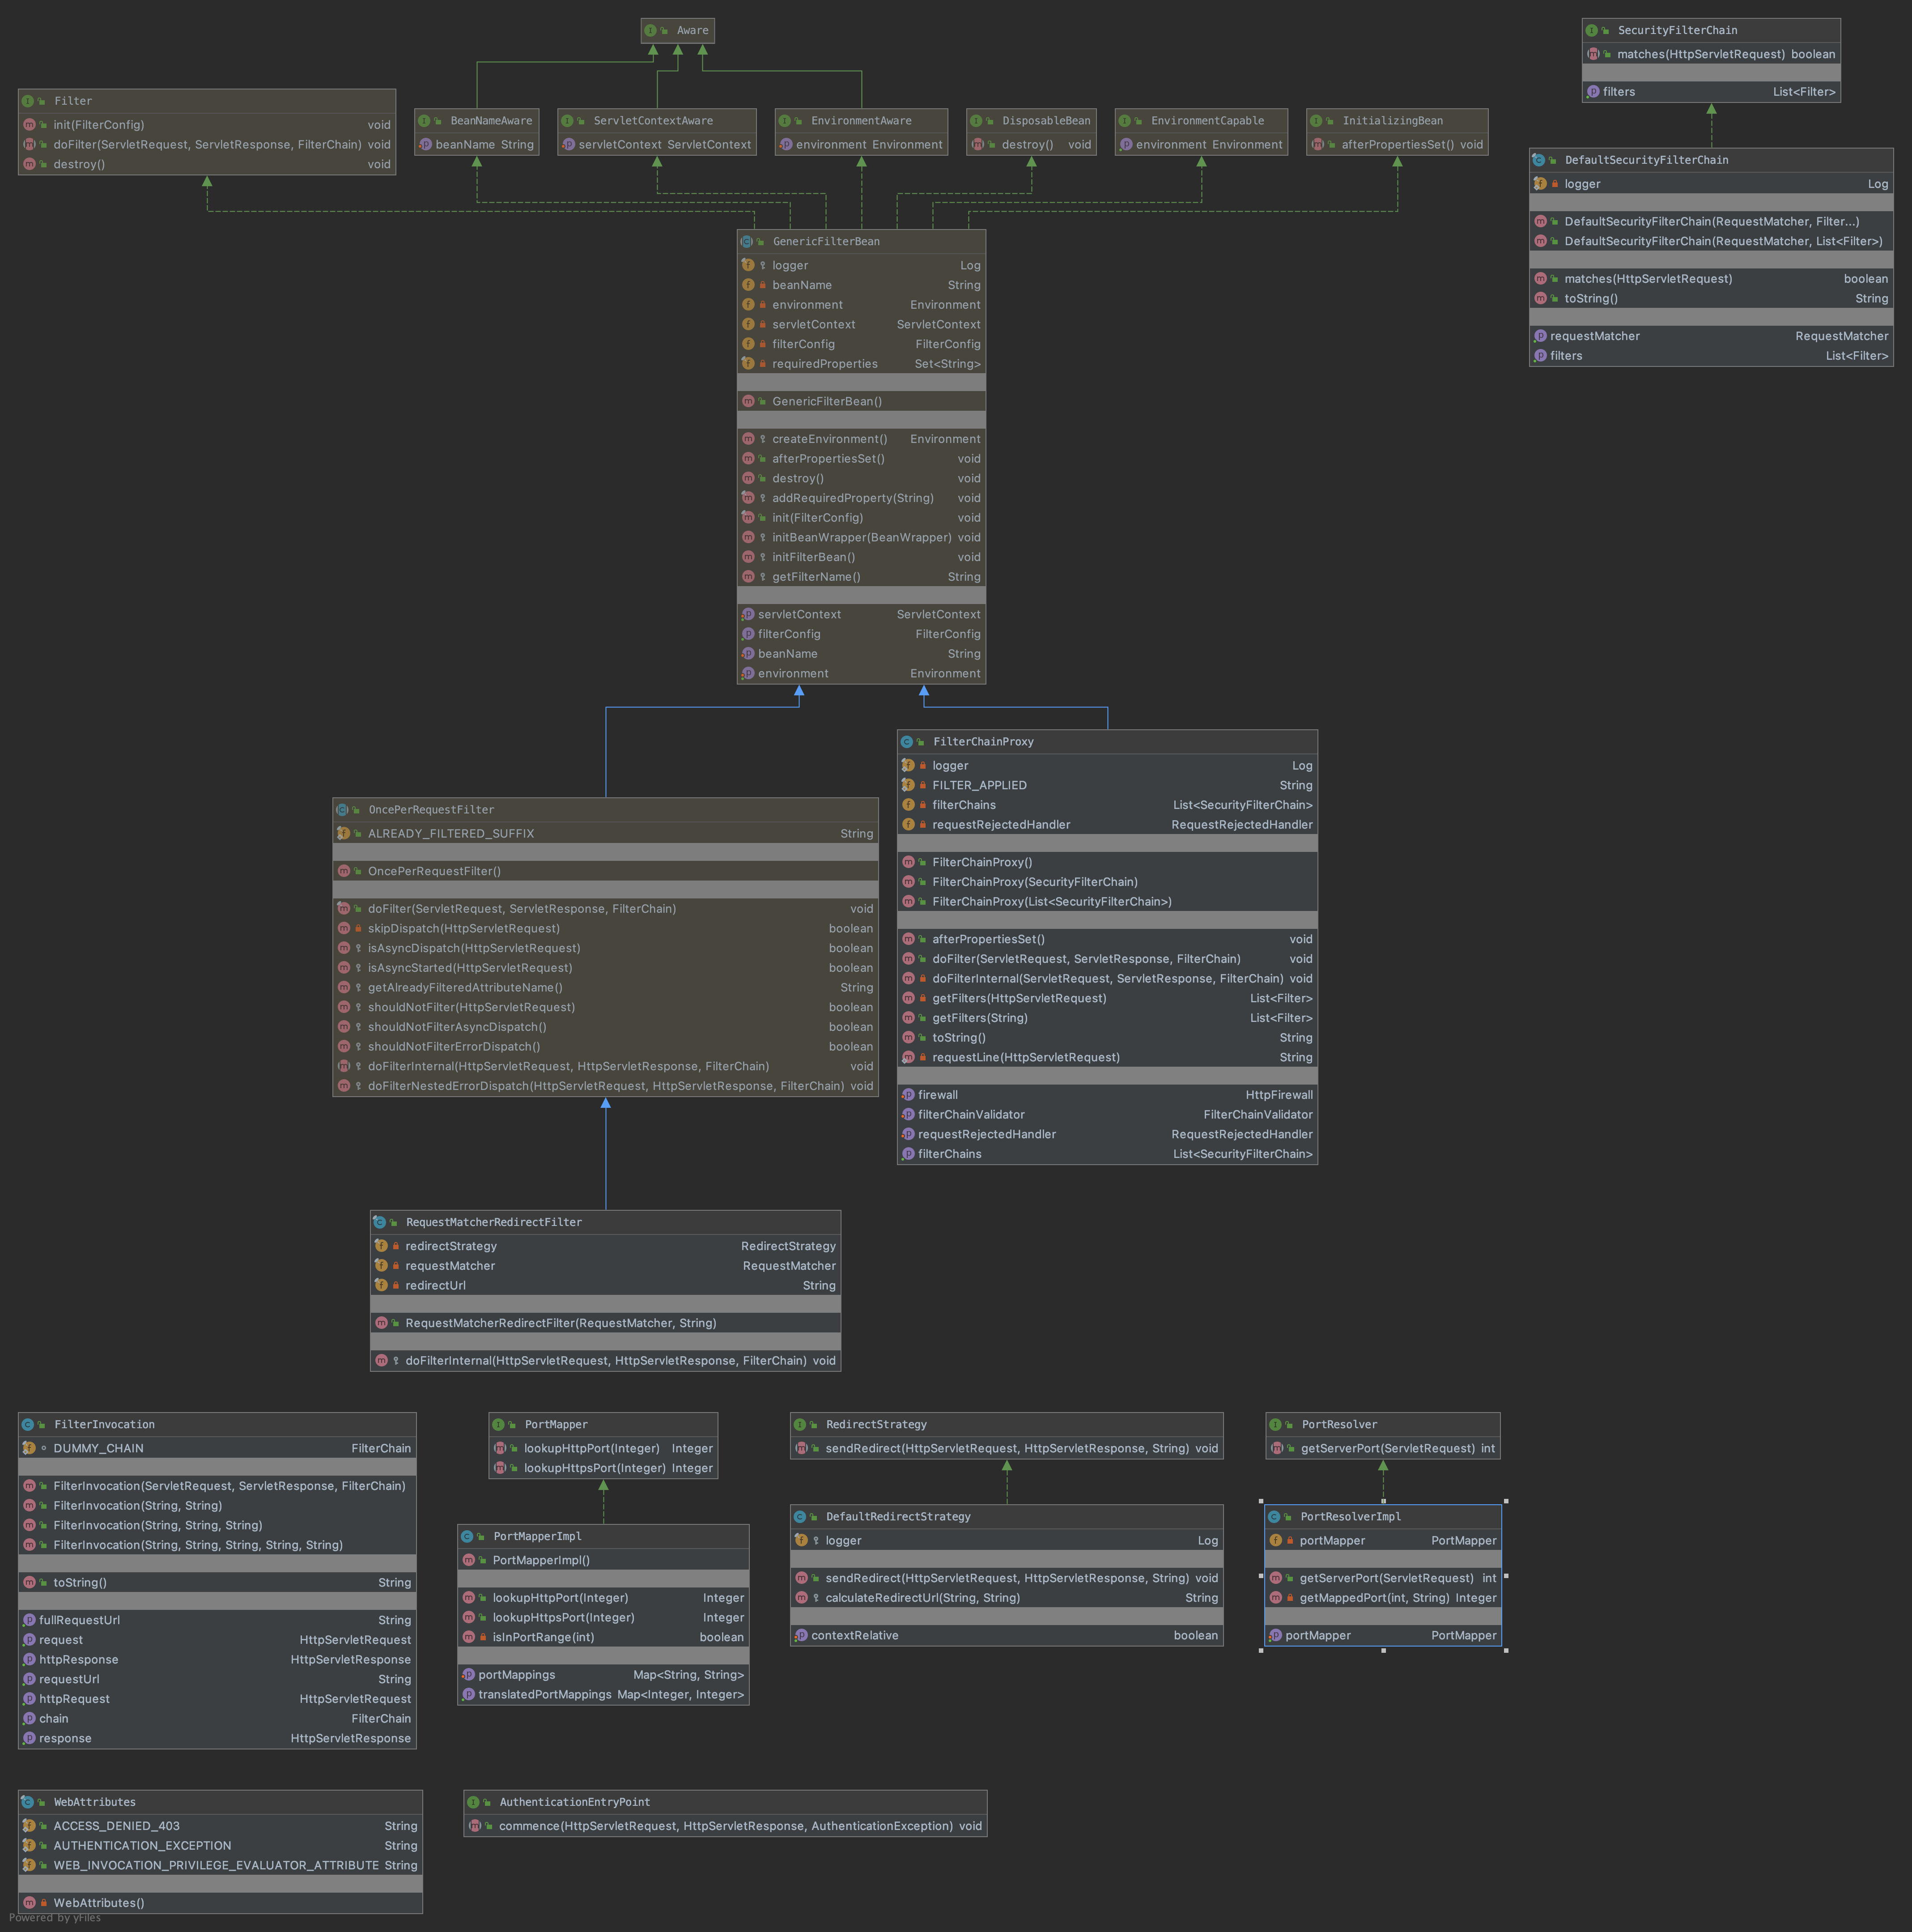 Aware
Filter
init(FilterConfig) void
doFilter(ServletRequest, ServletResponse, FilterChain) void
destroy() void
BeanNameAware
beanName String
ServletContextAware
servletContext ServletContext
EnvironmentAware
environment Environment
DisposableBean
destroy() void
EnvironmentCapable
environment Environment
InitializingBean
afterPropertiesSet() void
SecurityFilterChain
matches(HttpServletRequest) boolean
filters List<Filter>
DefaultSecurityFilterChain
logger Log
DefaultSecurityFilterChain(RequestMatcher, Filter...)
DefaultSecurityFilterChain(RequestMatcher, List<Filter>)
matches(HttpServletRequest) boolean
toString() String
requestMatcher RequestMatcher
filters List<Filter>
GenericFilterBean
logger Log
beanName String
environment Environment
servletContext ServletContext
filterConfig FilterConfig
requiredProperties Set<String>
GenericFilterBean()
createEnvironment() Environment
afterPropertiesSet() void
destroy() void
addRequiredProperty(String) void
init(FilterConfig) void
initBeanWrapper(BeanWrapper) void
initFilterBean() void
getFilterName() String
servletContext ServletContext
filterConfig FilterConfig
beanName String
environment Environment
OncePerRequestFilter
ALREADY_FILTERED_SUFFIX String
OncePerRequestFilter()
doFilter(ServletRequest, ServletResponse, FilterChain) void
skipDispatch(HttpServletRequest) boolean
isAsyncDispatch(HttpServletRequest) boolean
isAsyncStarted(HttpServletRequest) boolean
getAlreadyFilteredAttributeName() String
shouldNotFilter(HttpServletRequest) boolean
shouldNotFilterAsyncDispatch() boolean
shouldNotFilterErrorDispatch() boolean
doFilterInternal(HttpServletRequest, HttpServletResponse, FilterChain) void
doFilterNestedErrorDispatch(HttpServletRequest, HttpServletResponse, FilterChain) void
FilterChainProxy
logger Log
FILTER_APPLIED String
filterChains List<SecurityFilterChain>
requestRejectedHandler RequestRejectedHandler
FilterChainProxy()
FilterChainProxy(SecurityFilterChain)
FilterChainProxy(List<SecurityFilterChain>)
afterPropertiesSet() void
doFilter(ServletRequest, ServletResponse, FilterChain) void
doFilterInternal(ServletRequest, ServletResponse, FilterChain) void
getFilters(HttpServletRequest) List<Filter>
getFilters(String) List<Filter>
toString() String
requestLine(HttpServletRequest) String
firewall HttpFirewall
filterChainValidator FilterChainValidator
requestRejectedHandler RequestRejectedHandler
filterChains List<SecurityFilterChain>
RequestMatcherRedirectFilter
redirectStrategy RedirectStrategy
requestMatcher RequestMatcher
redirectUrl String
RequestMatcherRedirectFilter(RequestMatcher, String)
doFilterInternal(HttpServletRequest, HttpServletResponse, FilterChain) void
FilterInvocation
DUMMY_CHAIN FilterChain
FilterInvocation(ServletRequest, ServletResponse, FilterChain)
FilterInvocation(String, String)
FilterInvocation(String, String, String)
FilterInvocation(String, String, String, String, String)
toString() String
fullRequestUrl String
request HttpServletRequest
httpResponse HttpServletResponse
requestUrl String
httpRequest HttpServletRequest
chain FilterChain
response HttpServletResponse
PortMapper
lookupHttpPort(Integer) Integer
lookupHttpsPort(Integer) Integer
PortMapperImpl
PortMapperImpl()
lookupHttpPort(Integer) Integer
lookupHttpsPort(Integer) Integer
isInPortRange(int) boolean
portMappings Map<String, String>
translatedPortMappings Map<Integer, Integer>
RedirectStrategy
sendRedirect(HttpServletRequest, HttpServletResponse, String) void
DefaultRedirectStrategy
logger Log
sendRedirect(HttpServletRequest, HttpServletResponse, String) void
calculateRedirectUrl(String, String) String
contextRelative boolean
PortResolver
getServerPort(ServletRequest) int
PortResolverImpl
portMapper PortMapper
getServerPort(ServletRequest) int
getMappedPort(int, String) Integer
portMapper PortMapper
WebAttributes
ACCESS_DENIED_403 String
AUTHENTICATION_EXCEPTION String
WEB_INVOCATION_PRIVILEGE_EVALUATOR_ATTRIBUTE String
WebAttributes()
AuthenticationEntryPoint
commence(HttpServletRequest, HttpServletResponse, AuthenticationException) void
Powered by yFiles